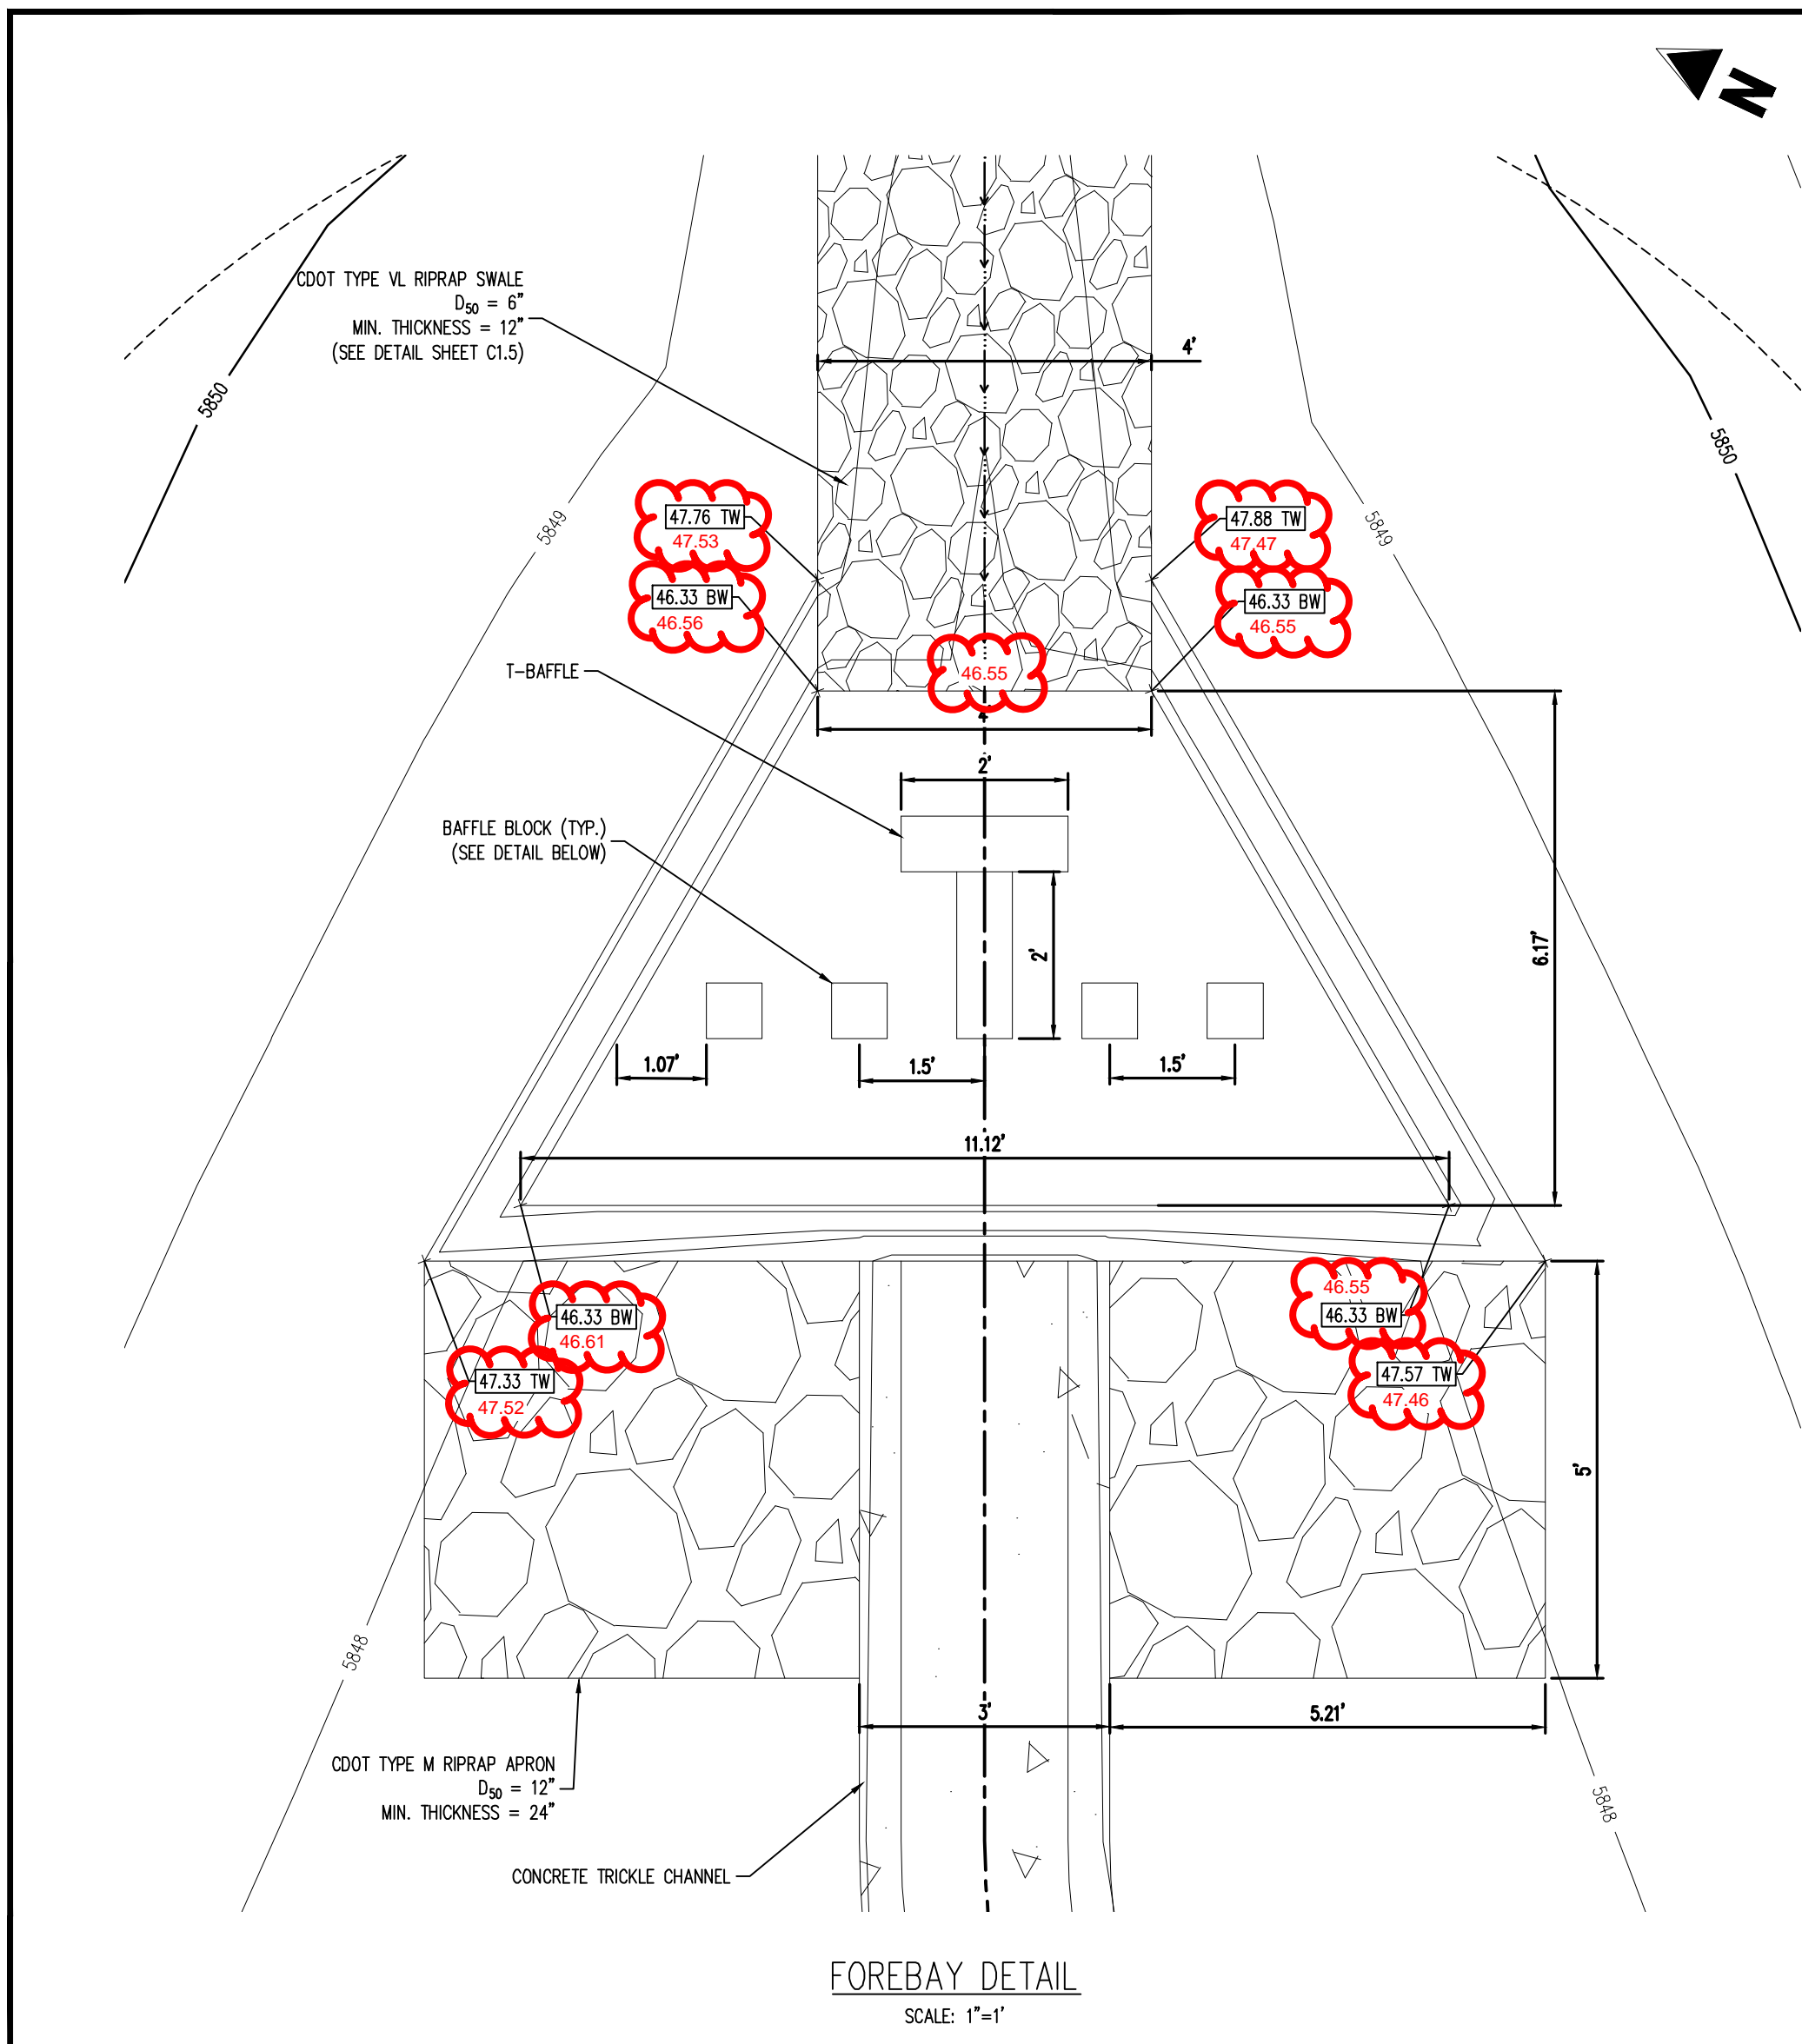 N
CDOT TYPE VL RIPRAP SWALE
D50 = 6"
MIN. THICKNESS = 12"
(SEE DETAIL SHEET C1.5)
4'
5850
5850
5849
5849
47.76 TW
47.53
47.88 TW
47.47
46.33 BW
46.56
46.33 BW
46.55
T-BAFFLE
46.55
2'
BAFFLE BLOCK (TYP.)
(SEE DETAIL BELOW)
2'
6.17'
1.07'
1.5'
1.5'
11.12'
46.33 BW
46.61
46.55
46.33 BW
47.33 TW
47.52
47.57 TW
47.46
5'
5848
3'
5.21'
CDOT TYPE M RIPRAP APRON
D50 = 12"
MIN. THICKNESS = 24"
5848
CONCRETE TRICKLE CHANNEL
FOREBAY DETAIL
SCALE: 1"=1'